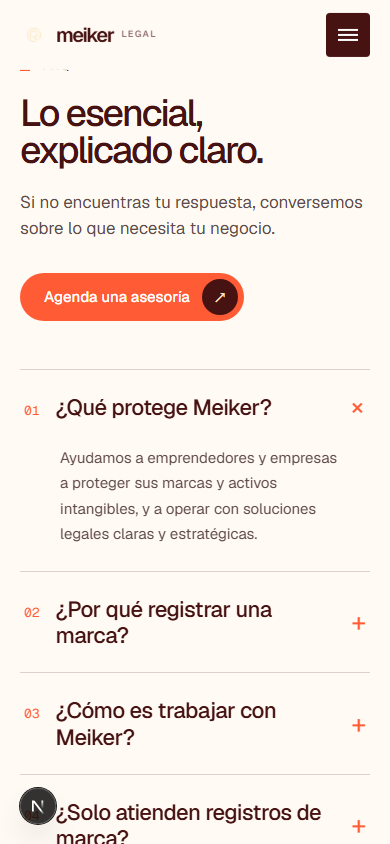 meiker LEGAL
Lo esencial,
explicado claro.
Si no encuentras tu respuesta, conversemos
sobre lo que necesita tu negocio.
Agenda una asesoría ↗
01 ¿Qué protege Meiker? ×
Ayudamos a emprendedores y empresas
a proteger sus marcas y activos
intangibles, y a operar con soluciones
legales claras y estratégicas.
02 ¿Por qué registrar una
marca? +
03 ¿Cómo es trabajar con
Meiker? +
N
¿Solo atienden registros de
marca? +